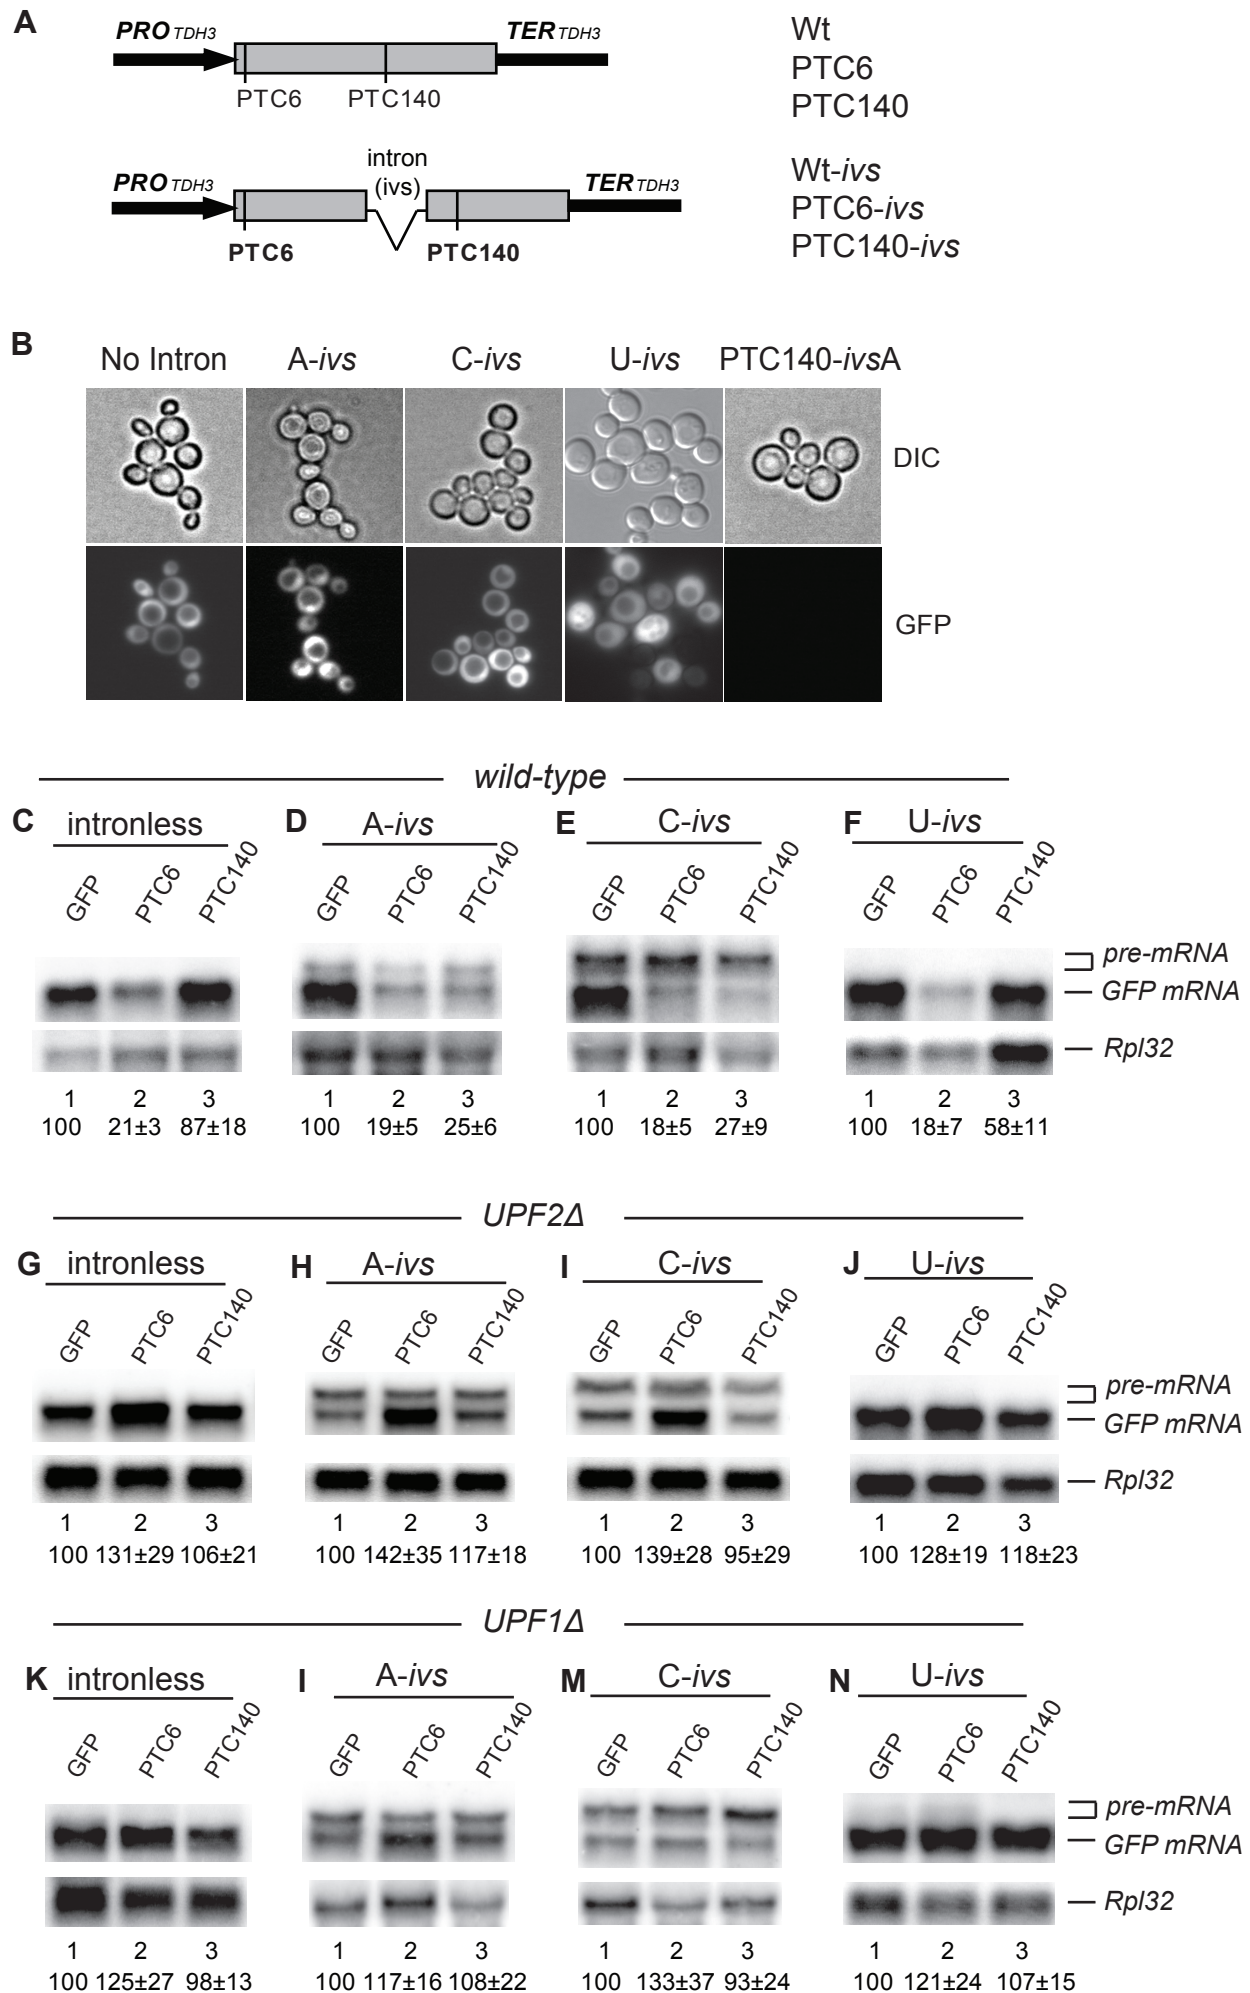 A
PRO TDH3
TER TDH3
PTC6
PTC140
Wt
PTC6
PTC140
intron
(ivs)
PRO TDH3
TER TDH3
PTC6
PTC140
Wt-ivs
PTC6-ivs
PTC140-ivs
B
No Intron A-ivs C-ivs U-ivs PTC140-ivsA
DIC
GFP
wild-type
C intronless D A-ivs E C-ivs F U-ivs
GFP PTC6 PTC140 GFP PTC6 PTC140 GFP PTC6 PTC140 GFP PTC6 PTC140
pre-mRNA
GFP mRNA
Rpl32
1 2 3 1 2 3 1 2 3 1 2 3
100 21±3 87±18 100 19±5 25±6 100 18±5 27±9 100 18±7 58±11
UPF2Δ
G intronless H A-ivs I C-ivs J U-ivs
GFP PTC6 PTC140 GFP PTC6 PTC140 GFP PTC6 PTC140 GFP PTC6 PTC140
pre-mRNA
GFP mRNA
Rpl32
1 2 3 1 2 3 1 2 3 1 2 3
100 131±29 106±21 100 142±35 117±18 100 139±28 95±29 100 128±19 118±23
UPF1Δ
K intronless I A-ivs M C-ivs N U-ivs
GFP PTC6 PTC140 GFP PTC6 PTC140 GFP PTC6 PTC140 GFP PTC6 PTC140
pre-mRNA
GFP mRNA
Rpl32
1 2 3 1 2 3 1 2 3 1 2 3
100 125±27 98±13 100 117±16 108±22 100 133±37 93±24 100 121±24 107±15